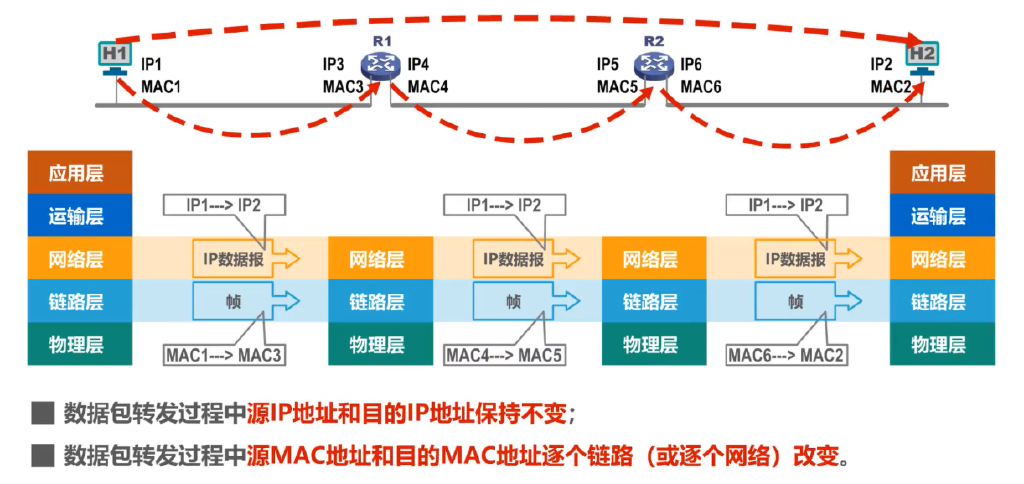 H1 R1 R2 H2
IP1 IP3 IP4 IP5 IP6 IP2
MAC1 MAC3 MAC4 MAC5 MAC6 MAC2
应用层 应用层
运输层 IP1---> IP2 IP1---> IP2 IP1---> IP2 运输层
网络层 IP数据报 网络层 IP数据报 网络层 IP数据报 网络层
链路层 帧 链路层 帧 链路层 帧 链路层
物理层 MAC1---> MAC3 物理层 MAC4---> MAC5 物理层 MAC6---> MAC2 物理层
数据包转发过程中源IP地址和目的IP地址保持不变；
数据包转发过程中源MAC地址和目的MAC地址逐个链路（或逐个网络）改变。